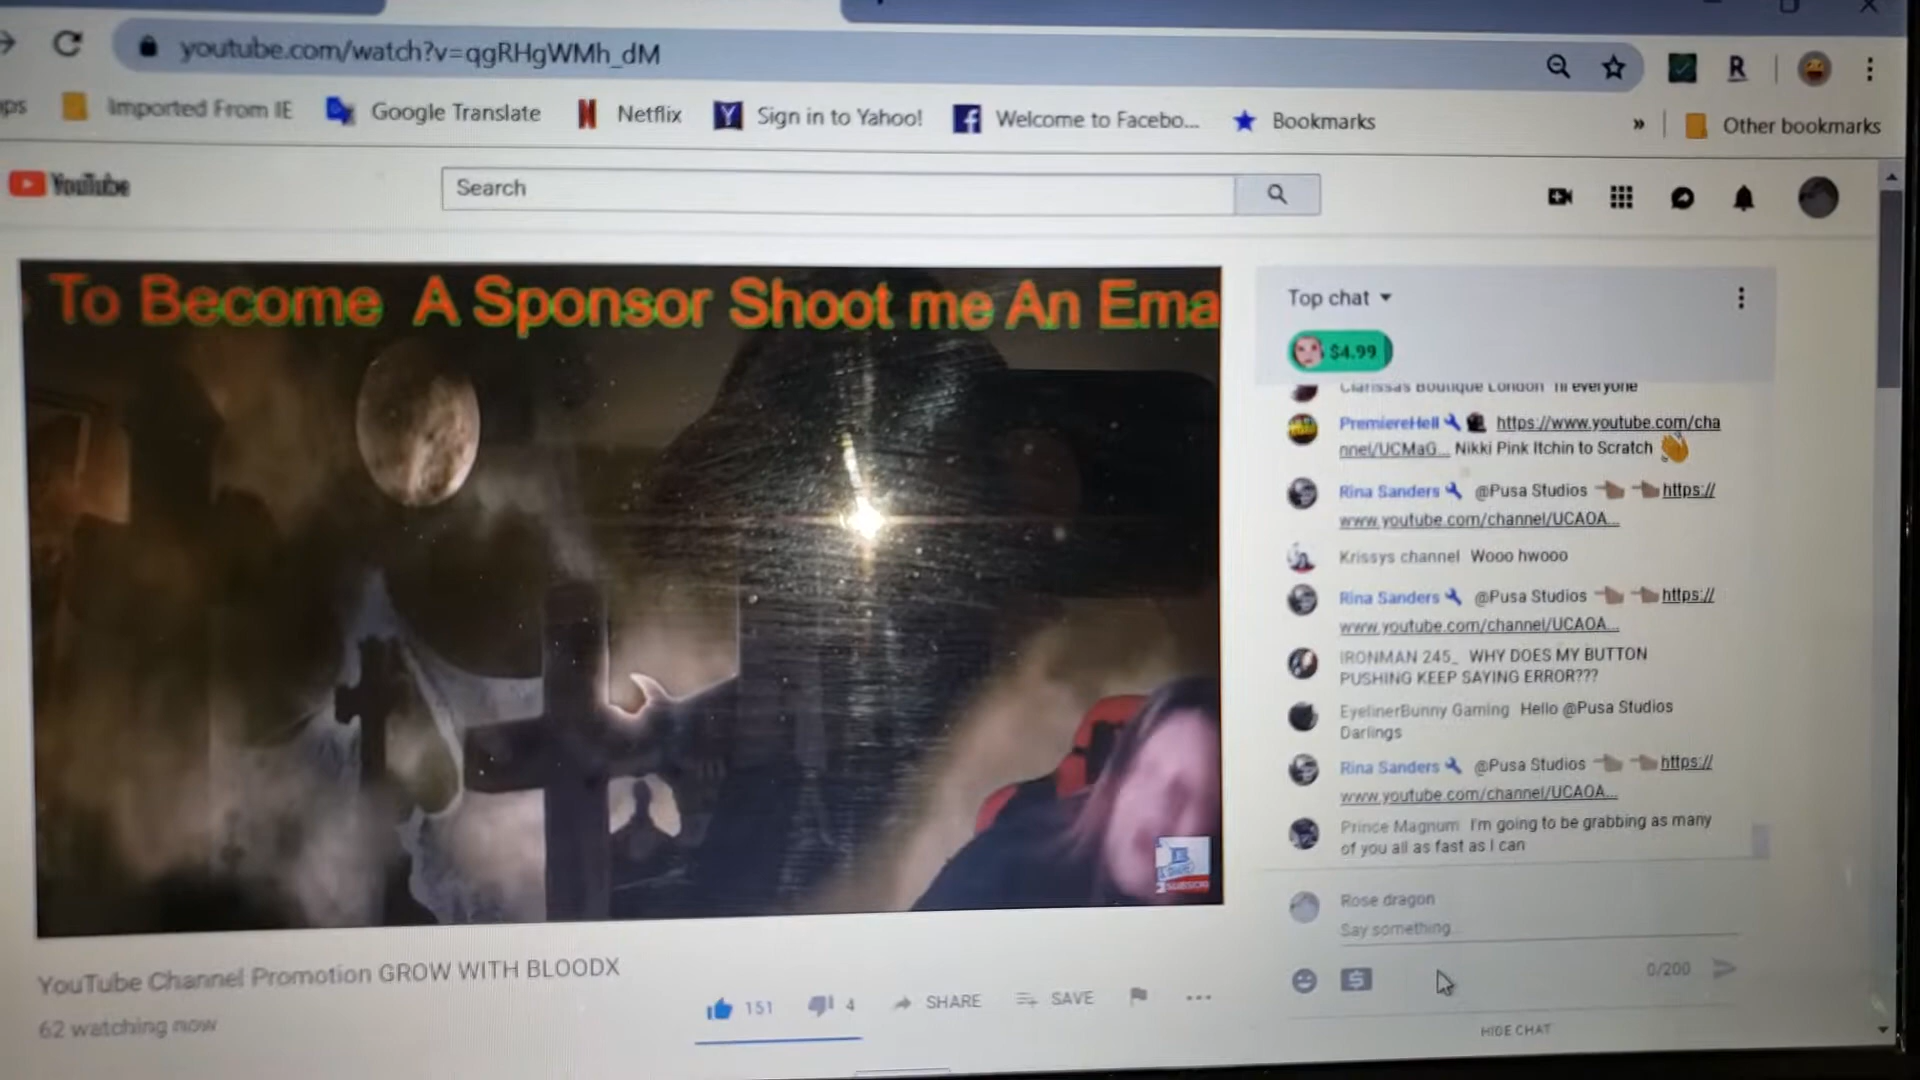 youtube.com/watch?v=qgRHgWMh_dM
ps Imported From IE Google Translate Netflix Sign in to Yahoo! Welcome to Facebo... Bookmarks » Other bookmarks
YouTube Search
To Become A Sponsor Shoot me An Ema
Top chat
$4.99
Clarissa's Boutique London hi everyone
PremiereHell https://www.youtube.com/cha
nnel/UCMaG... Nikki Pink Itchin to Scratch
Rina Sanders @Pusa Studios https://
www.youtube.com/channel/UCAOA...
Krissys channel Wooo hwooo
Rina Sanders @Pusa Studios https://
www.youtube.com/channel/UCAOA...
IRONMAN 245_ WHY DOES MY BUTTON
PUSHING KEEP SAYING ERROR???
EyelinerBunny Gaming Hello @Pusa Studios
Darlings
Rina Sanders @Pusa Studios https://
www.youtube.com/channel/UCAOA...
Prince Magnum I'm going to be grabbing as many
of you all as fast as I can
Rose dragon
Say something...
0/200
HIDE CHAT
YouTube Channel Promotion GROW WITH BLOODX
62 watching now
151 4 SHARE SAVE